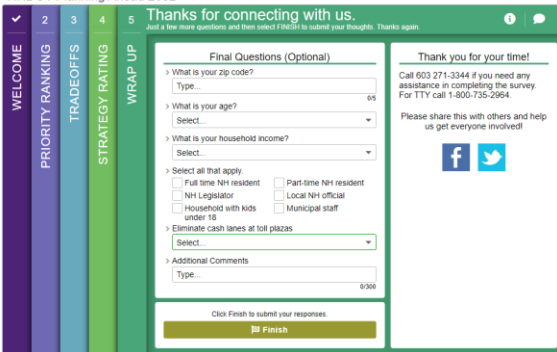 WELCOME
2
PRIORITY RANKING
3
TRADEOFFS
4
STRATEGY RATING
5
WRAP UP
Thanks for connecting with us.
Just a few more questions and then select FINISH to submit your thoughts. Thanks again.
Final Questions (Optional)
> What is your zip code?
Type...
0/5
> What is your age?
Select...
> What is your household income?
Select...
> Select all that apply.
Full time NH resident
Part-time NH resident
NH Legislator
Local NH official
Household with kids under 18
Municipal staff
> Eliminate cash lanes at toll plazas
Select...
> Additional Comments
Type...
0/300
Click Finish to submit your responses.
Finish
Thank you for your time!
Call 603 271-3344 if you need any
assistance in completing the survey.
For TTY call 1-800-735-2964.
Please share this with others and help
us get everyone involved!